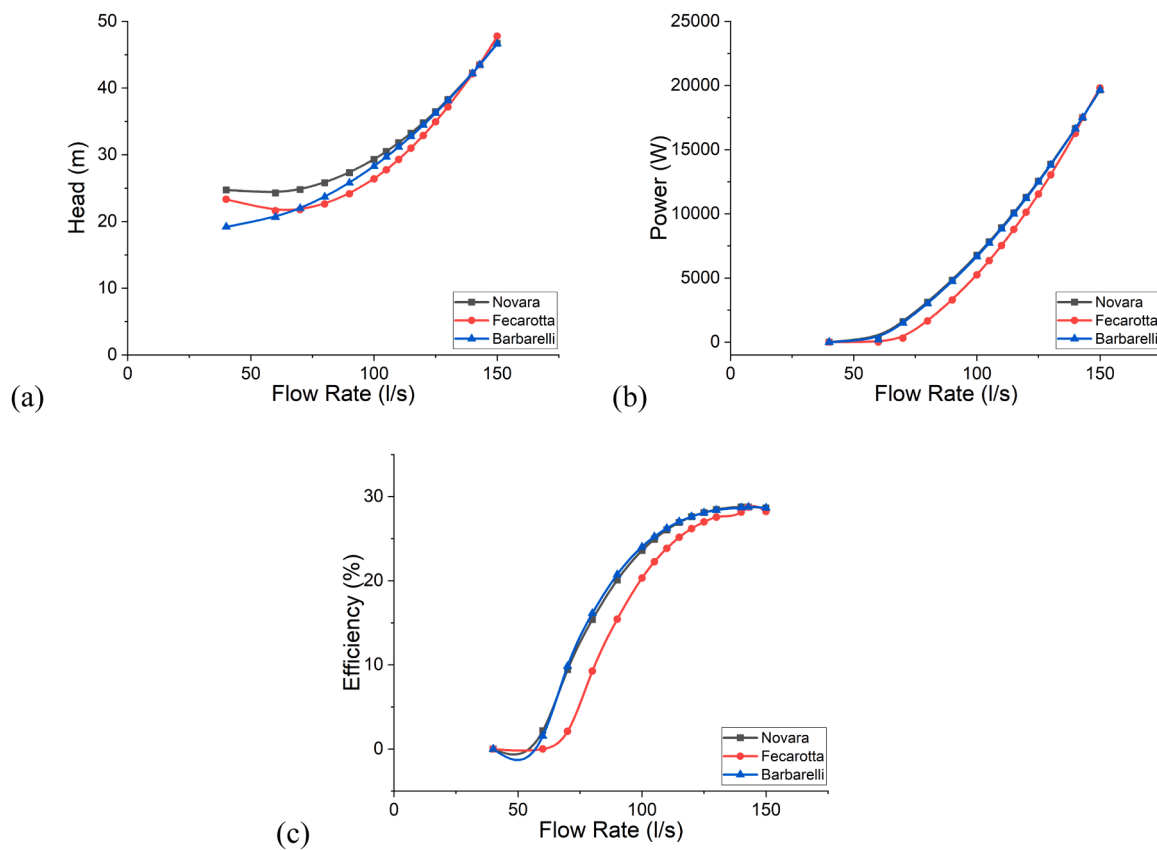 50
40
30
20
10
0
Head (m)
0
50
100
150
Flow Rate (l/s)
Novara
Fecarotta
Barbarelli
(a)
20000
15000
10000
5000
0
Power (W)
0
50
100
150
Flow Rate (l/s)
Novara
Fecarotta
Barbarelli
(b)
30
20
10
0
Efficiency (%)
0
50
100
150
Flow Rate (l/s)
Novara
Fecarotta
Barbarelli
(c)